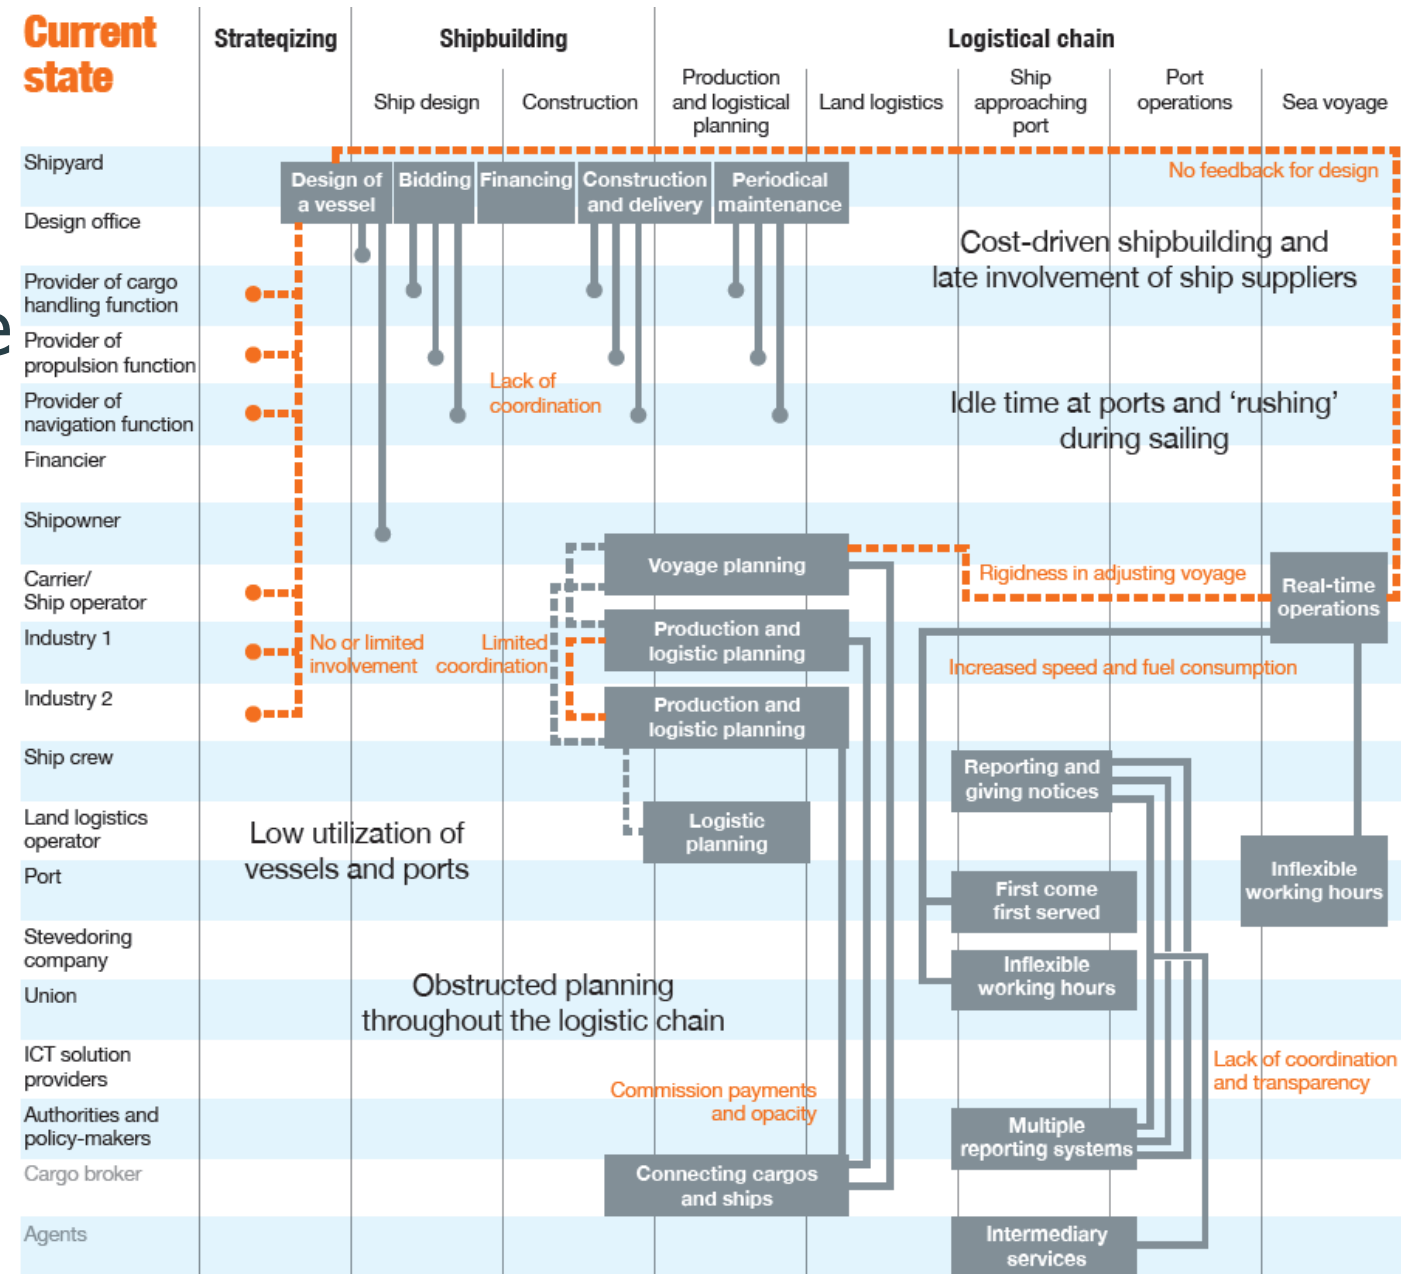 Current
state
Strateqizing
Shipbuilding
Logistical chain
Ship design
Construction
Production
and logistical
planning
Land logistics
Ship
approaching
port
Port
operations
Sea voyage
Shipyard
Design of
a vessel
Bidding
Financing
Construction
and delivery
Periodical
maintenance
No feedback for design
Design office
Cost-driven shipbuilding and
late involvement of ship suppliers
Provider of cargo
handling function
e
Provider of
propulsion function
Provider of
navigation function
Lack of
coordination
Idle time at ports and ‘rushing’
during sailing
Financier
Shipowner
Voyage planning
Rigidness in adjusting voyage
Real-time
operations
Carrier/
Ship operator
Industry 1
No or limited
involvement
Limited
coordination
Production and
logistic planning
Increased speed and fuel consumption
Industry 2
Production and
logistic planning
Ship crew
Reporting and
giving notices
Land logistics
operator
Low utilization of
vessels and ports
Logistic
planning
Inflexible
working hours
Port
First come
first served
Stevedoring
company
Inflexible
working hours
Union
Obstructed planning
throughout the logistic chain
ICT solution
providers
Lack of coordination
and transparency
Commission payments
and opacity
Authorities and
policy-makers
Multiple
reporting systems
Cargo broker
Connecting cargos
and ships
Agents
Intermediary
services